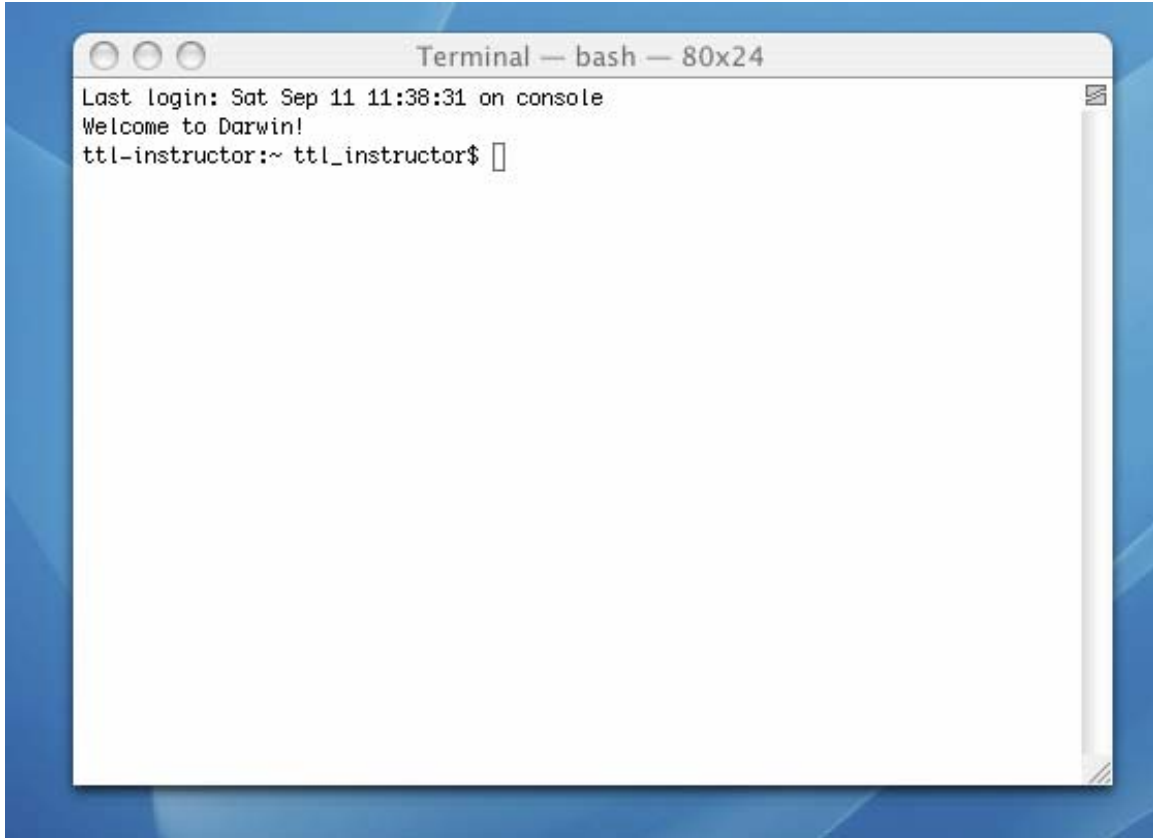 Terminal — bash — 80x24
Last login: Sat Sep 11 11:38:31 on console
Welcome to Darwin!
ttl-instructor:~ ttl_instructor$